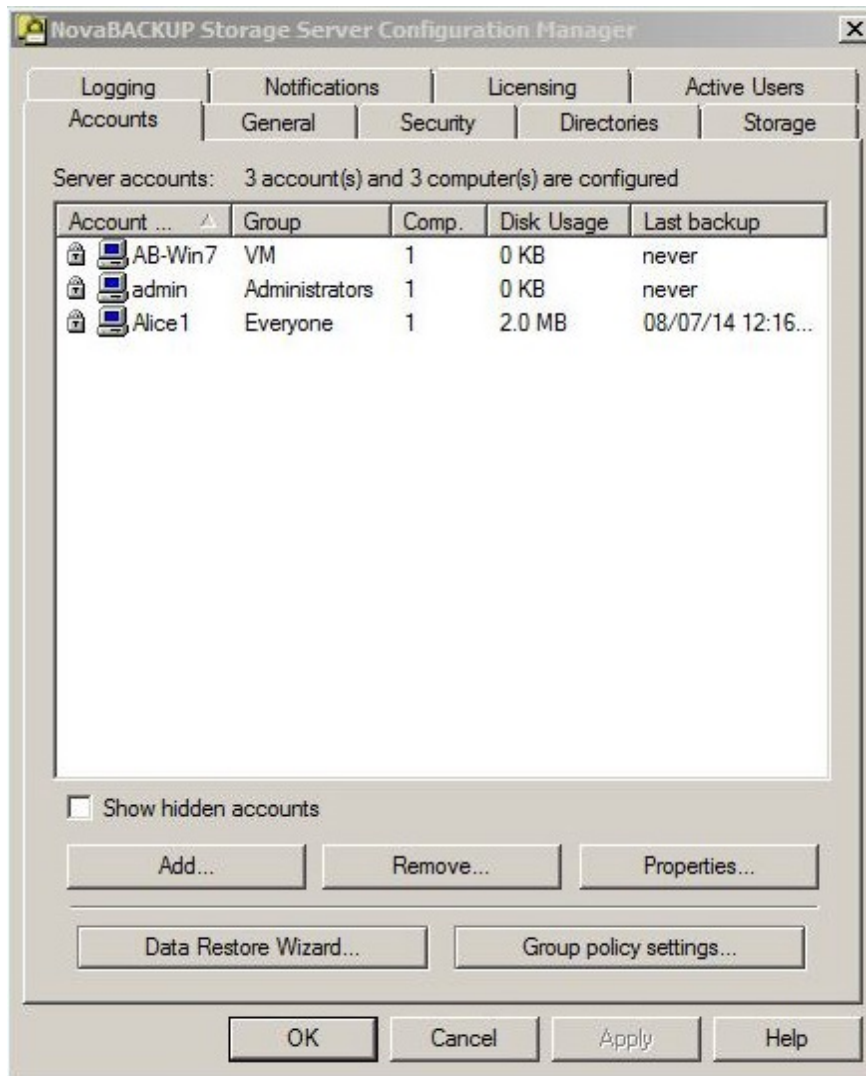 NovaBACKUP Storage Server Configuration Manager
Logging Notifications Licensing Active Users
Accounts General Security Directories Storage
Server accounts: 3 account(s) and 3 computer(s) are configured
Account ... Group Comp. Disk Usage Last backup
AB-Win7 VM 1 0 KB never
admin Administrators 1 0 KB never
Alice1 Everyone 1 2.0 MB 08/07/14 12:16...
Show hidden accounts
Add... Remove... Properties...
Data Restore Wizard... Group policy settings...
OK Cancel Apply Help